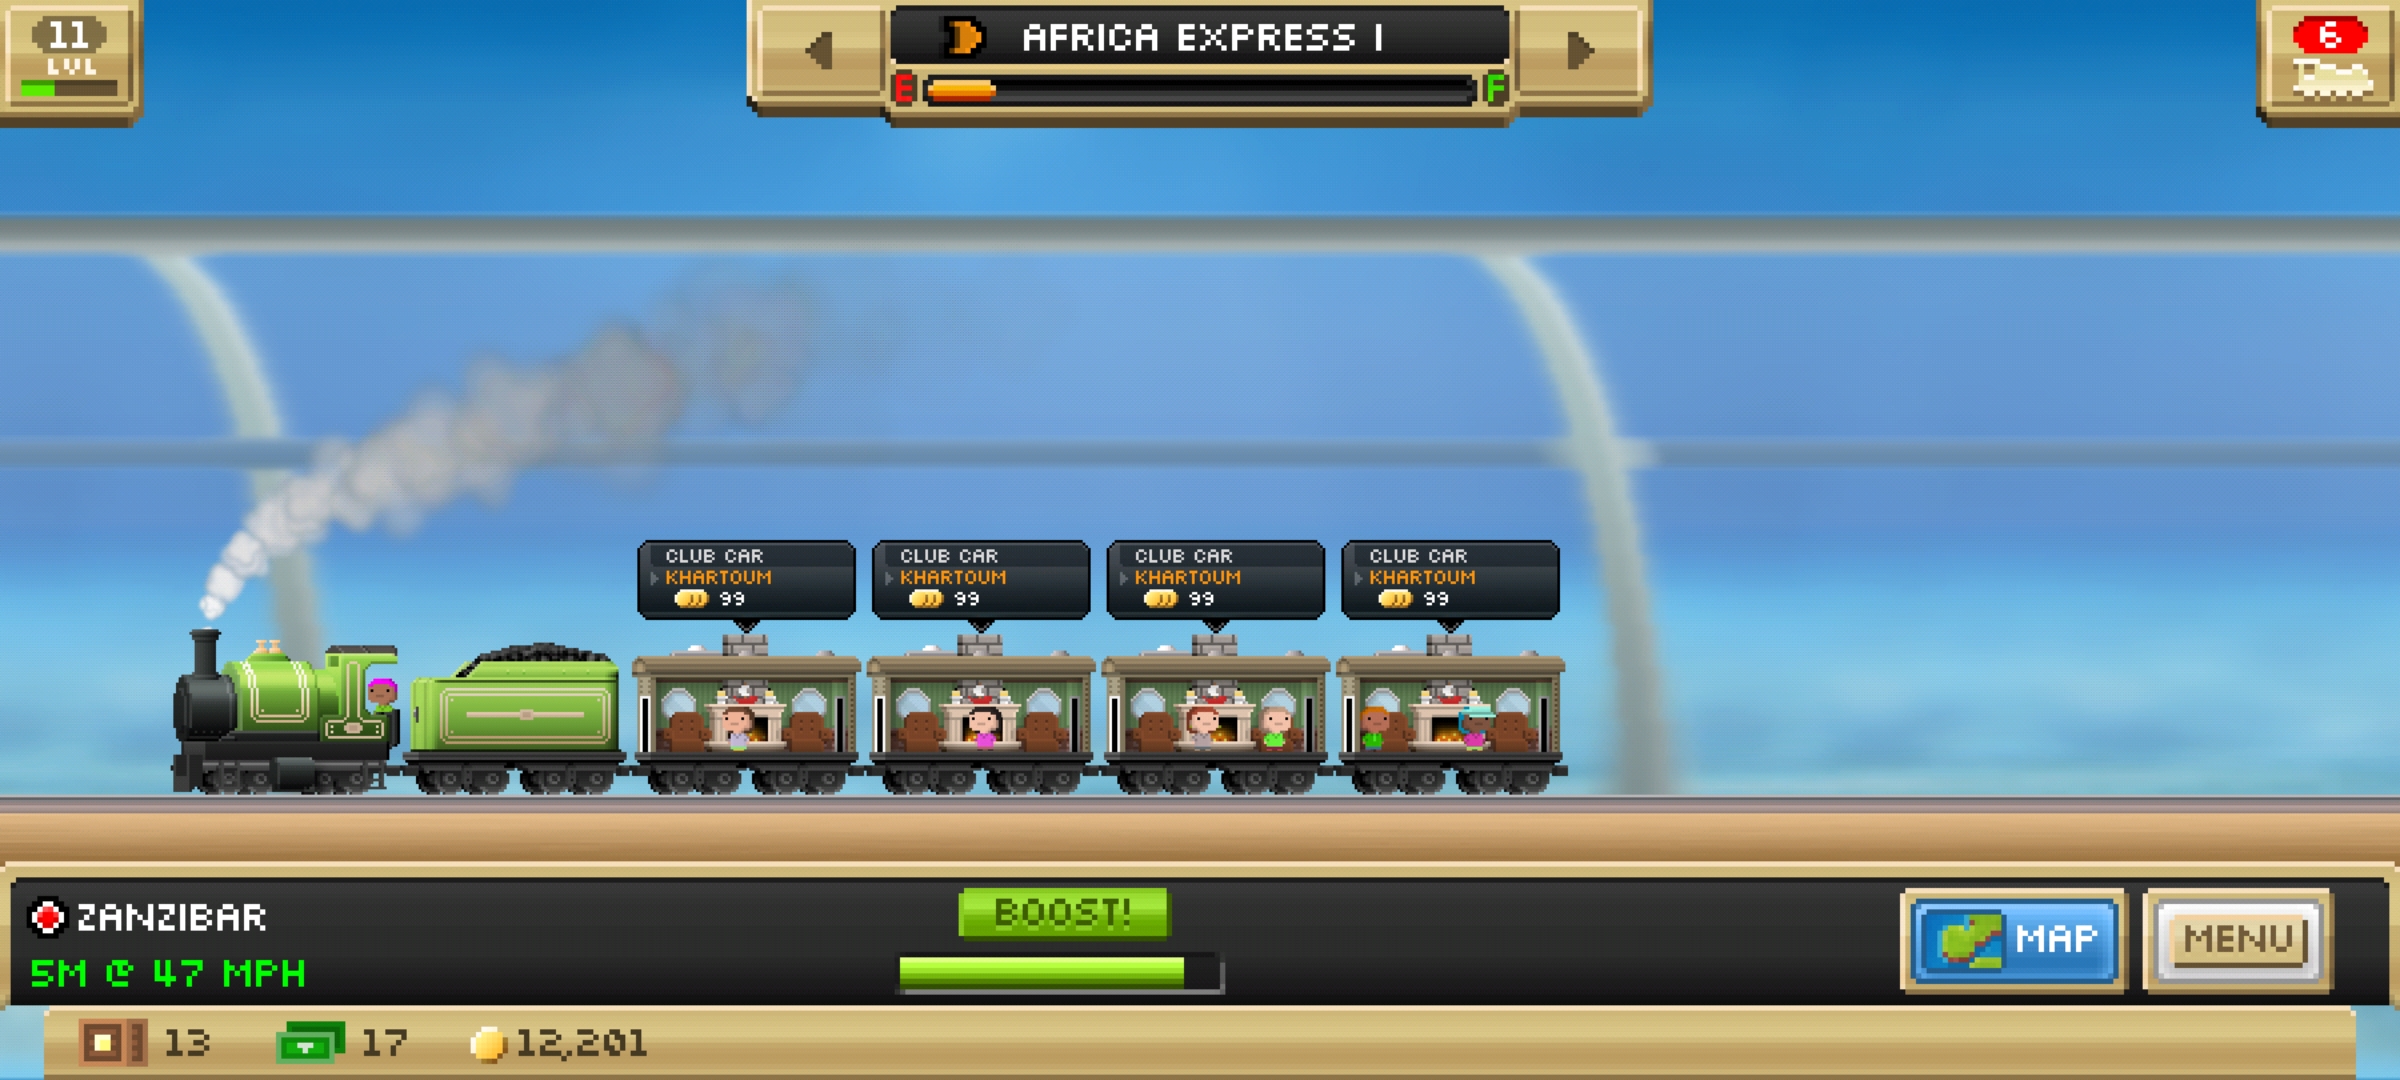 11
LVL
AFRICA EXPRESS I
E
F
6
CLUB CAR
KHARTOUM
99
CLUB CAR
KHARTOUM
99
CLUB CAR
KHARTOUM
99
CLUB CAR
KHARTOUM
99
ZANZIBAR
5M @ 47 MPH
BOOST!
MAP
MENU
13
17
12,201